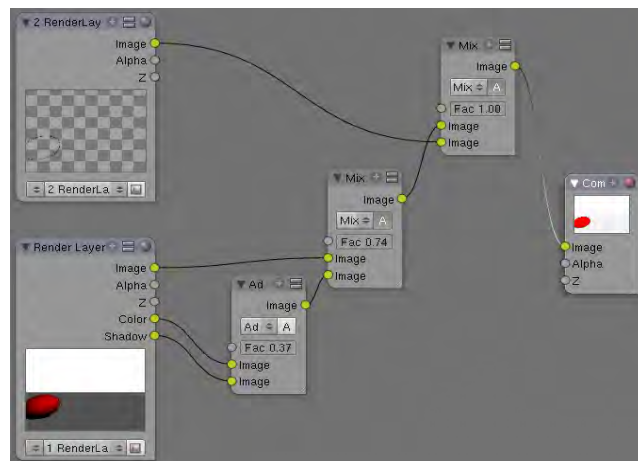 2 RenderLay
Image
Alpha
Z
2 RenderLa
Mix
Image
Mix
A
Fac 1.00
Image
Image
Mix
Image
Mix
A
Fac 0.74
Image
Image
Com
Image
Alpha
Z
Render Layer
Image
Alpha
Z
Color
Shadow
1 RenderLa
Ad
Image
Ad
A
Fac 0.37
Image
Image